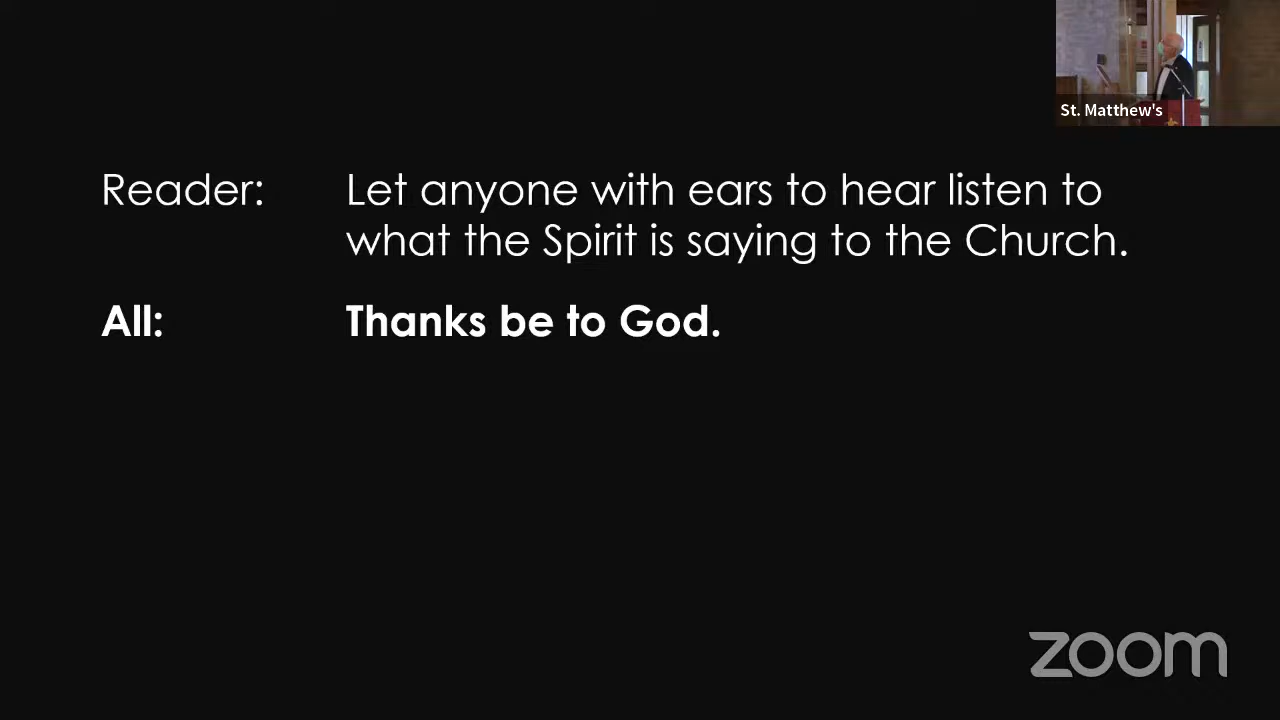 St. Matthew's
Reader: Let anyone with ears to hear listen to
what the Spirit is saying to the Church.
All: Thanks be to God.
zoom